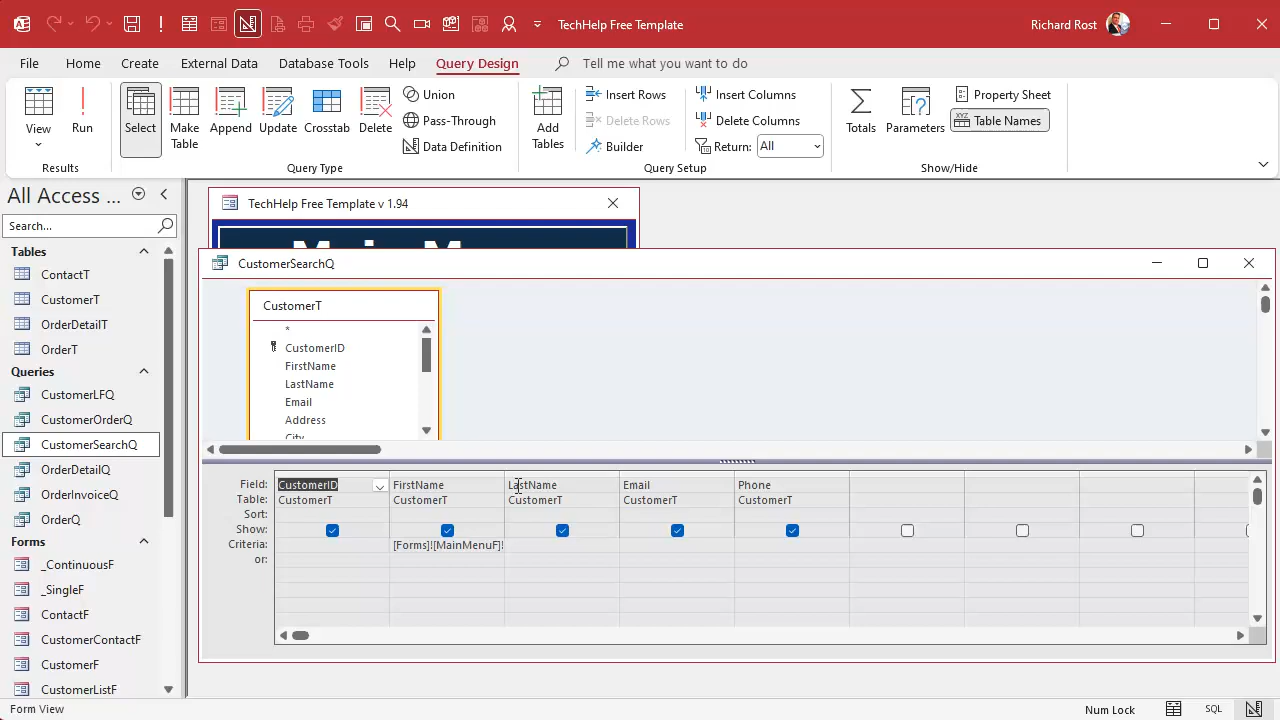 TechHelp Free Template
Richard Rost
File Home Create External Data Database Tools Help Query Design Tell me what you want to do
View
Run
Results
Select
Make Table
Append
Update
Crosstab
Delete
Union
Pass-Through
Data Definition
Query Type
Add Tables
Insert Rows
Delete Rows
Builder
Insert Columns
Delete Columns
Return: All
Query Setup
Totals
Parameters
Property Sheet
XYZ Table Names
Show/Hide
All Access ...
Search...
Tables
ContactT
CustomerT
OrderDetailT
OrderT
Queries
CustomerLFQ
CustomerOrderQ
CustomerSearchQ
OrderDetailQ
OrderInvoiceQ
OrderQ
Forms
_ContinuousF
_SingleF
ContactF
CustomerContactF
CustomerF
CustomerListF
TechHelp Free Template v 1.94
CustomerSearchQ
CustomerT
*
CustomerID
FirstName
LastName
Email
Address
City
Field: CustomerID FirstName LastName Email Phone
Table: CustomerT CustomerT CustomerT CustomerT CustomerT
Sort:
Show:
Criteria: [Forms]![MainMenuF]!
or:
Form View
Num Lock
SQL